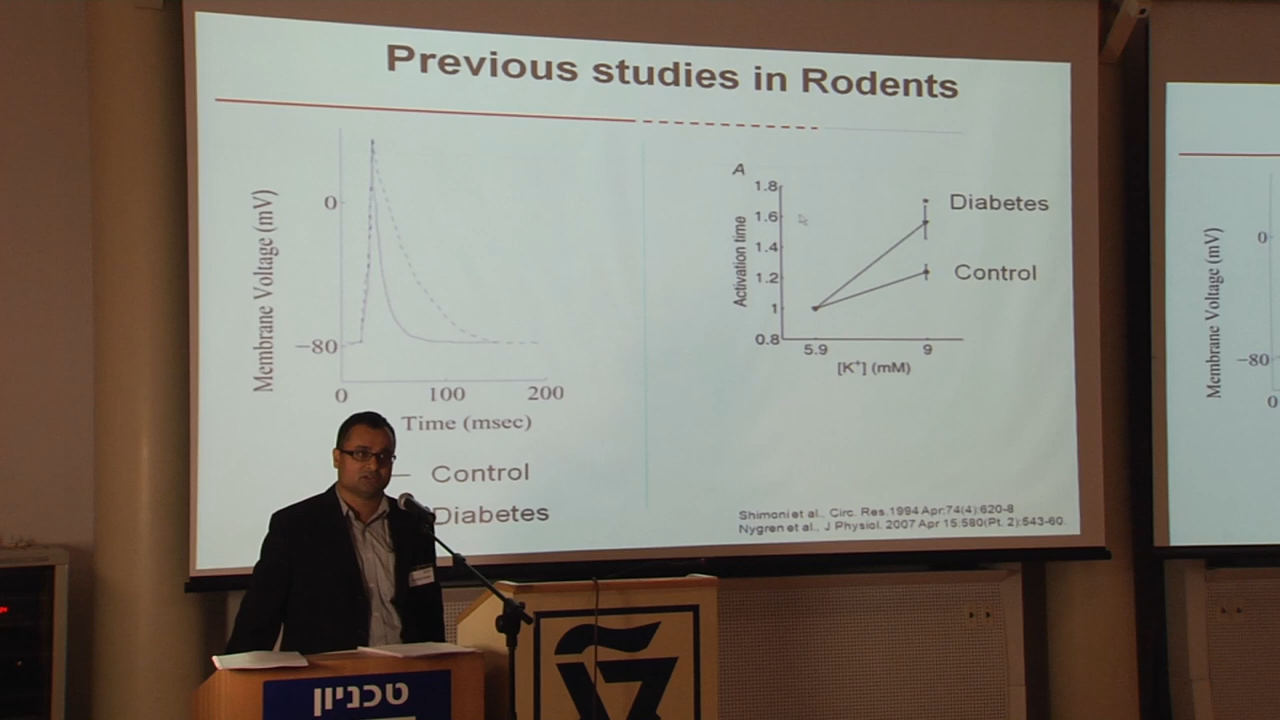 Previous studies in Rodents
Membrane Voltage (mV)
0
−80
0
100
200
Time (msec)
Control
Diabetes
A
Activation time
1.8
1.6
1.4
1.2
1
0.8
5.9
9
[K⁺] (mM)
Diabetes
Control
Shimoni et al., Circ. Res. 1994 Apr;74(4):620-8
Nygren et al., J Physiol. 2007 Apr 15;580(Pt. 2):543-60.
Membrane Voltage (mV)
0
−80
0
טכניון